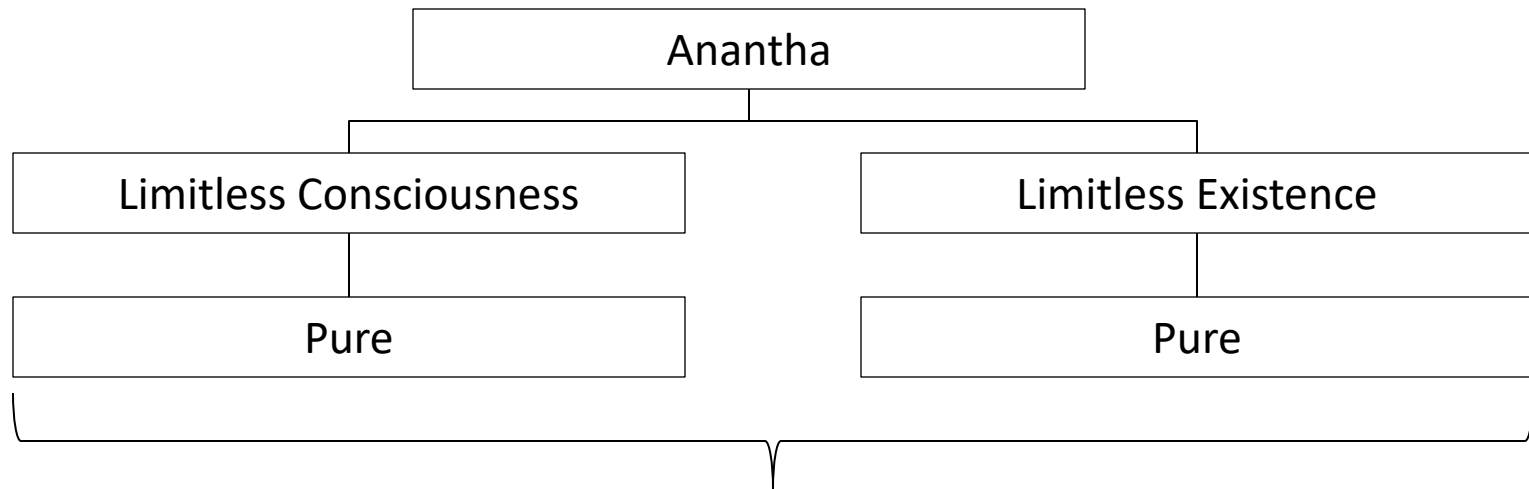 Anantha
Limitless Consciousness
Limitless Existence
Pure
Pure